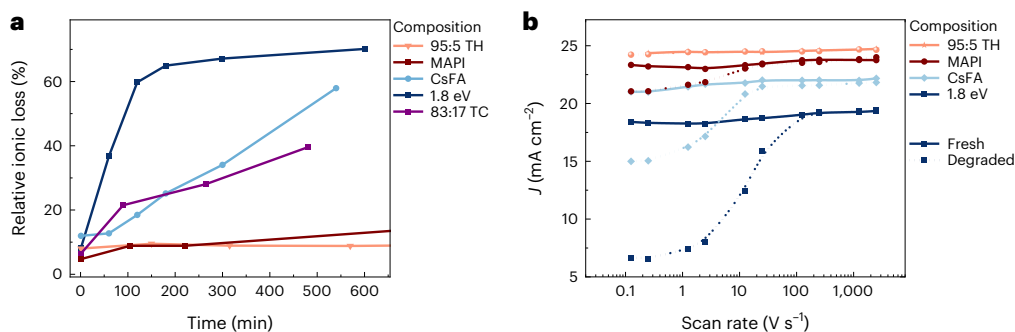 a
Relative ionic loss (%)
60
40
20
0
0 100 200 300 400 500 600
Time (min)
Composition
95:5 TH
MAPI
CsFA
1.8 eV
83:17 TC
b
J (mA cm⁻²)
25
20
15
10
5
0.1 1 10 100 1,000
Scan rate (V s⁻¹)
Composition
95:5 TH
MAPI
CsFA
1.8 eV
Fresh
Degraded